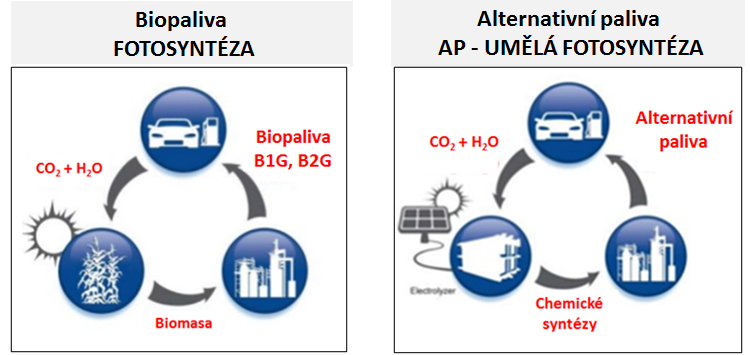 Biopaliva
FOTOSYNTÉZA
CO₂ + H₂O
Biopaliva
B1G, B2G
Biomasa
Alternativní paliva
AP - UMĚLÁ FOTOSYNTÉZA
CO₂ + H₂O
Alternativní
paliva
Electrolyzer
Chemické
syntézy